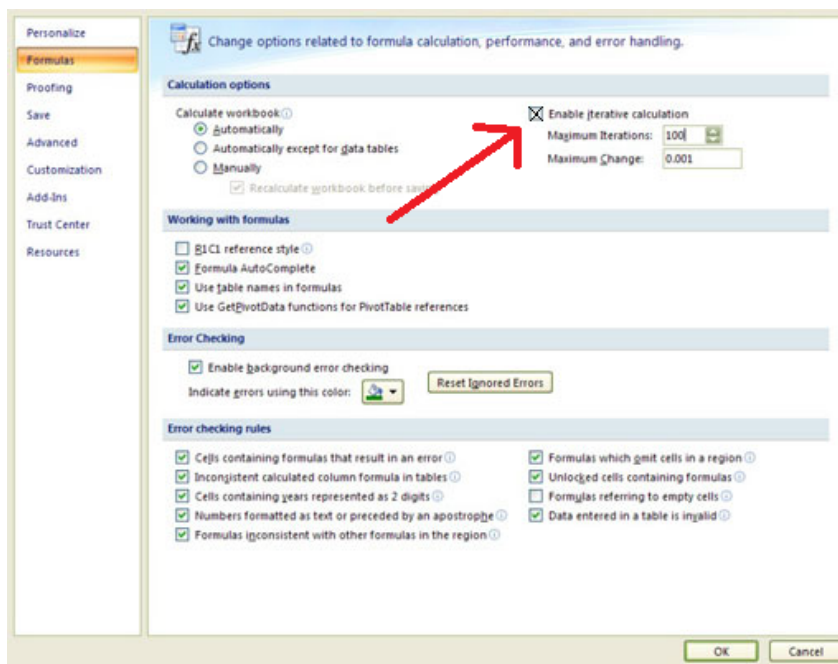 Personalize
Formulas
Proofing
Save
Advanced
Customization
Add-Ins
Trust Center
Resources
Change options related to formula calculation, performance, and error handling.
Calculation options
Calculate workbook
Automatically
Automatically except for data tables
Manually
Recalculate workbook before
Enable iterative calculation
Maximum Iterations: 100
Maximum Change: 0.001
Working with formulas
R1C1 reference style
Formula AutoComplete
Use table names in formulas
Use GetPivotData functions for PivotTable references
Error Checking
Enable background error checking
Indicate errors using this color:
Reset Ignored Errors
Error checking rules
Cells containing formulas that result in an error
Inconsistent calculated column formula in tables
Cells containing years represented as 2 digits
Numbers formatted as text or preceded by an apostrophe
Formulas inconsistent with other formulas in the region
Formulas which omit cells in a region
Unlocked cells containing formulas
Formulas referring to empty cells
Data entered in a table is invalid
OK
Cancel